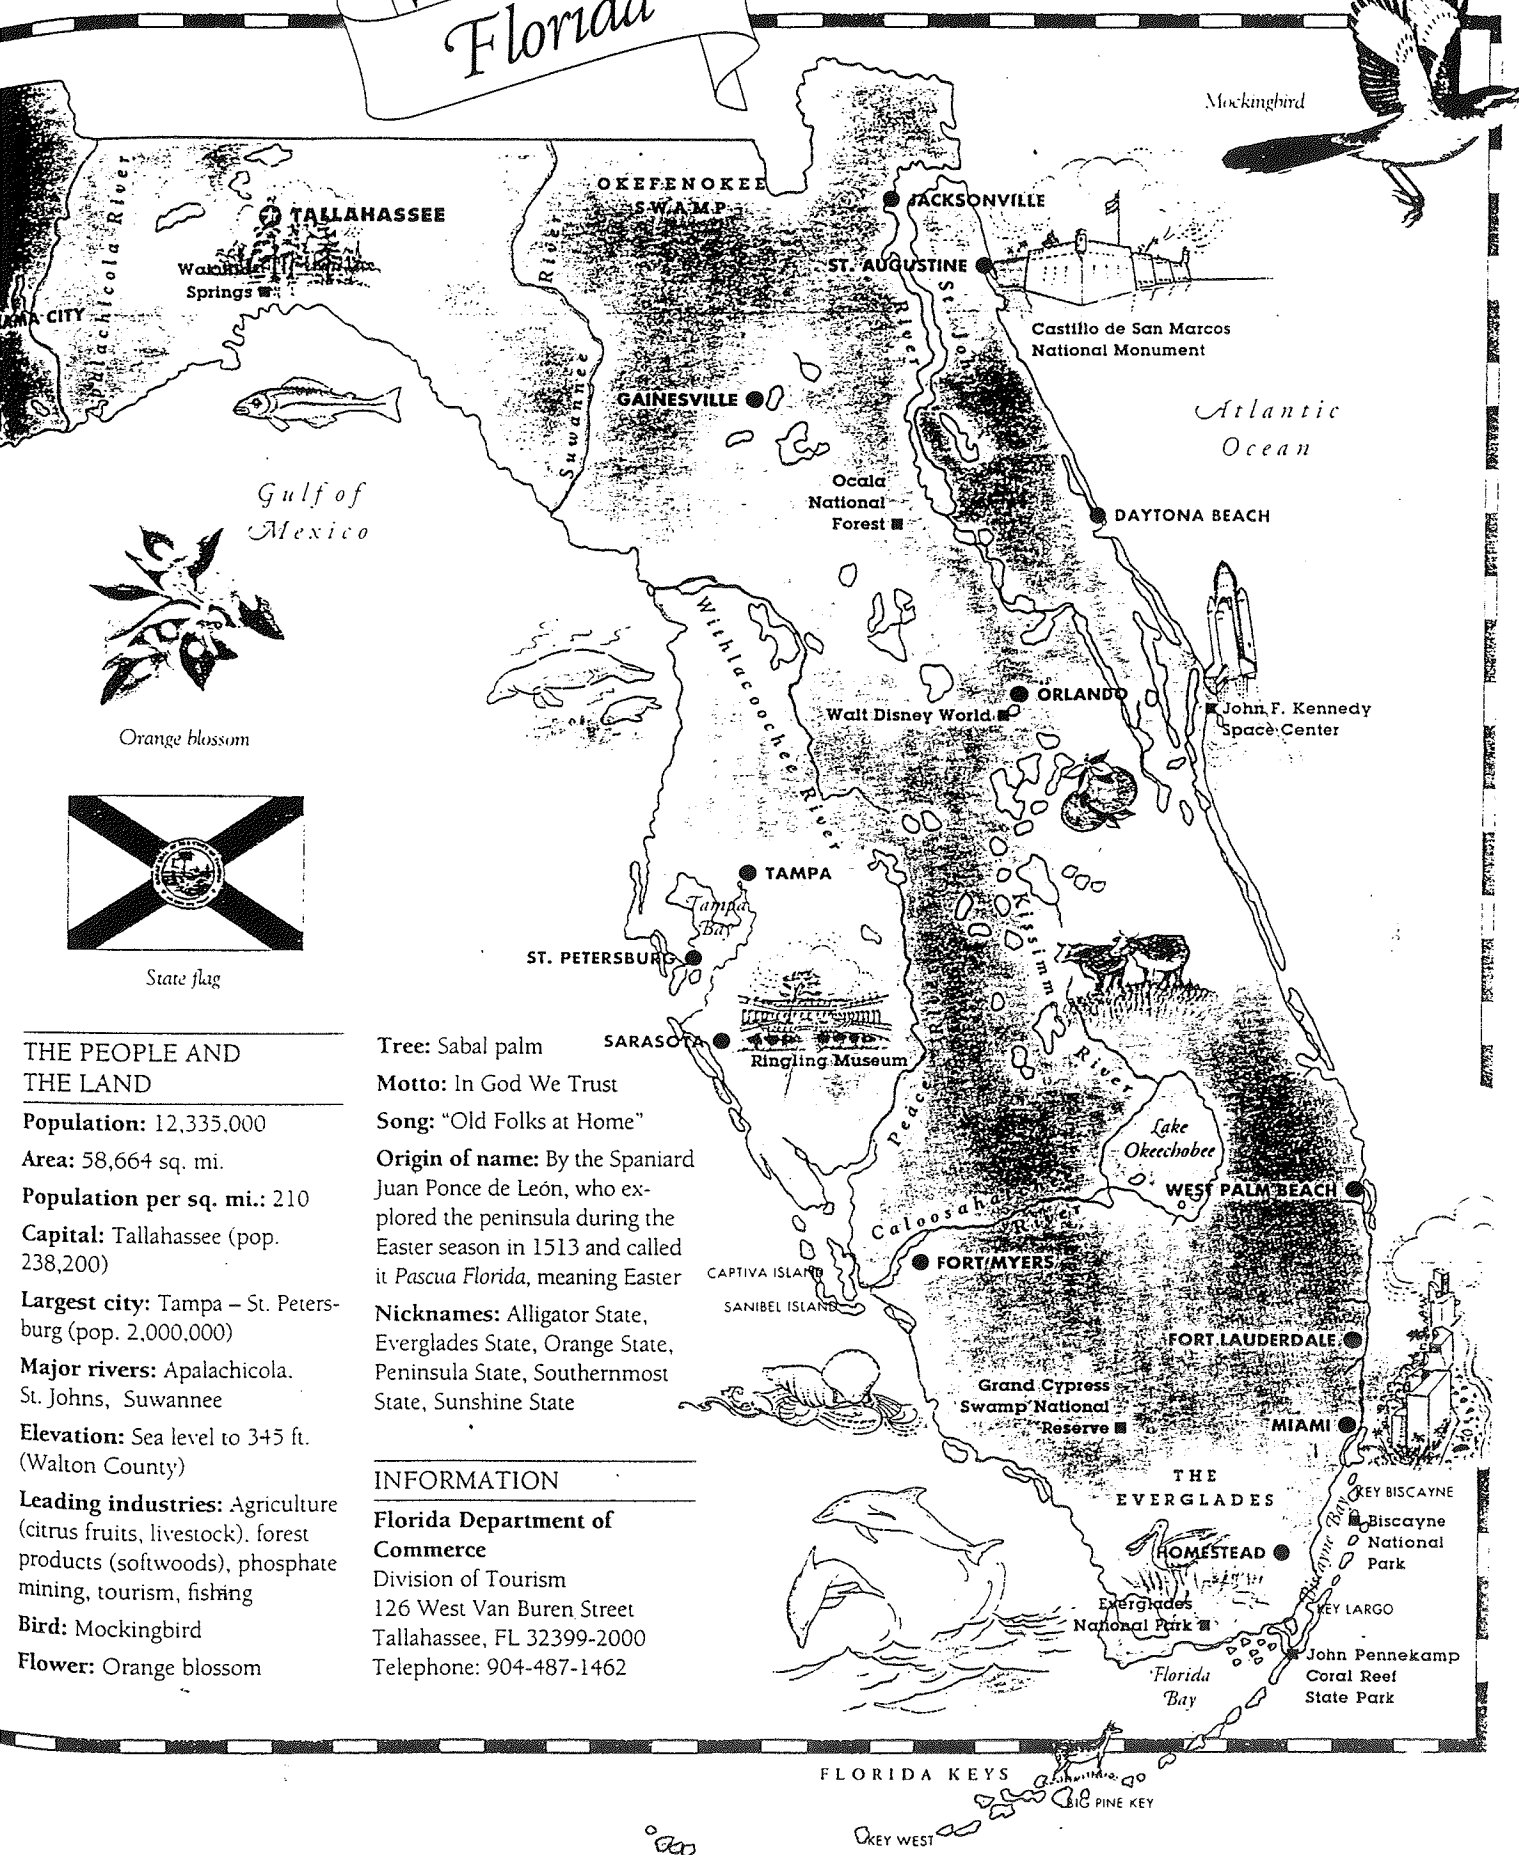 Florida
Mockingbird
OKEFENOKEE
SWAMP
JACKSONVILLE
TALLAHASSEE
Springs
ST. AUGUSTINE
Apalachicola River
Suwannee River
St Joh
River
CITY
Castillo de San Marcos
National Monument
GAINESVILLE
Atlantic
Ocean
Ocala
National
Forest
Gulf of
Mexico
DAYTONA BEACH
Orange blossom
Withlacoochee River
ORLANDO
Walt Disney World
John F. Kennedy
Space Center
State flag
TAMPA
Tampa
Bay
ST. PETERSBURG
Kissimm
River
SARASOTA
Ringling Museum
Peace
Lake
Okeechobee
WEST PALM BEACH
Caloosaha
River
FORT MYERS
CAPTIVA ISLAND
SANIBEL ISLAND
FORT LAUDERDALE
Grand Cypress
Swamp National
Reserve
MIAMI
THE
EVERGLADES
KEY BISCAYNE
Biscayne
National
Park
HOMESTEAD
Biscayne Bay
Everglades
National Park
KEY LARGO
John Pennekamp
Coral Reef
State Park
Florida
Bay
FLORIDA KEYS
BIG PINE KEY
KEY WEST
THE PEOPLE AND
THE LAND
Population: 12,335,000
Area: 58,664 sq. mi.
Population per sq. mi.: 210
Capital: Tallahassee (pop.
238,200)
Largest city: Tampa – St. Peters-
burg (pop. 2,000,000)
Major rivers: Apalachicola.
St. Johns, Suwannee
Elevation: Sea level to 345 ft.
(Walton County)
Leading industries: Agriculture
(citrus fruits, livestock). forest
products (softwoods), phosphate
mining, tourism, fishing
Bird: Mockingbird
Flower: Orange blossom
Tree: Sabal palm
Motto: In God We Trust
Song: “Old Folks at Home”
Origin of name: By the Spaniard
Juan Ponce de León, who ex-
plored the peninsula during the
Easter season in 1513 and called
it Pascua Florida, meaning Easter
Nicknames: Alligator State,
Everglades State, Orange State,
Peninsula State, Southernmost
State, Sunshine State
INFORMATION
Florida Department of
Commerce
Division of Tourism
126 West Van Buren Street
Tallahassee, FL 32399-2000
Telephone: 904-487-1462